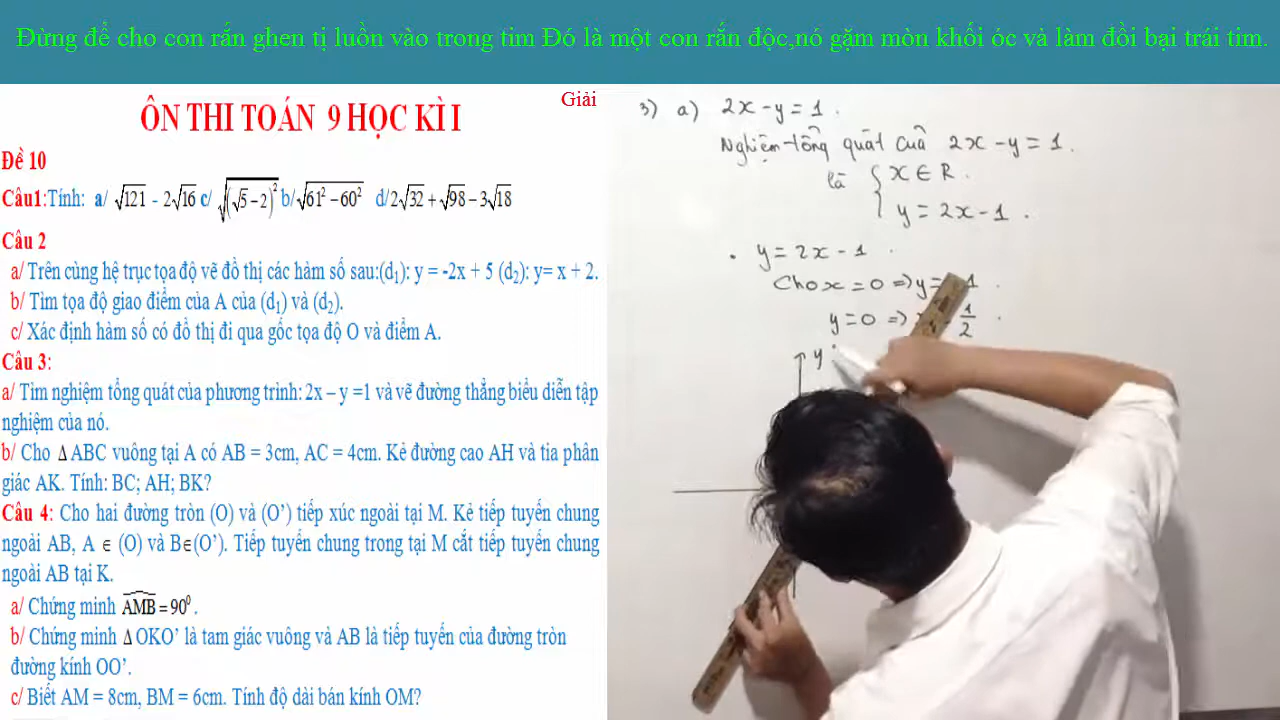 Đừng để cho con rắn ghen tị luồn vào trong tim Đó là một con rắn độc,nó gặm mòn khối óc và làm đồi bại trái tim.
ÔN THI TOÁN 9 HỌC KÌ I
Đề 10
Câu1:Tính: a/ √121 - 2√16 c/ √(√5-2)² b/√61²-60² d/2√32+√98-3√18
Câu 2
a/ Trên cùng hệ trục tọa độ vẽ đồ thị các hàm số sau:(d₁): y = -2x + 5 (d₂): y= x + 2.
b/ Tìm tọa độ giao điểm của A của (d₁) và (d₂).
c/ Xác định hàm số có đồ thị đi qua gốc tọa độ O và điểm A.
Câu 3:
a/ Tìm nghiệm tổng quát của phương trình: 2x – y =1 và vẽ đường thẳng biểu diễn tập
nghiệm của nó.
b/ Cho Δ ABC vuông tại A có AB = 3cm, AC = 4cm. Kẻ đường cao AH và tia phân
giác AK. Tính: BC; AH; BK?
Câu 4: Cho hai đường tròn (O) và (O’) tiếp xúc ngoài tại M. Kẻ tiếp tuyến chung
ngoài AB, A ∈ (O) và B∈(O’). Tiếp tuyến chung trong tại M cắt tiếp tuyến chung
ngoài AB tại K.
a/ Chứng minh AMB = 90⁰.
b/ Chứng minh Δ OKO’ là tam giác vuông và AB là tiếp tuyến của đường tròn
đường kính OO’.
c/ Biết AM = 8cm, BM = 6cm. Tính độ dài bán kính OM?
Giải
3) a) 2x - y = 1.
Nghiệm tổng quát của 2x - y = 1.
là { x ∈ R.
y = 2x - 1.
. y = 2x - 1.
Cho x = 0 => y = 1.
y = 0 => 1/2.
y